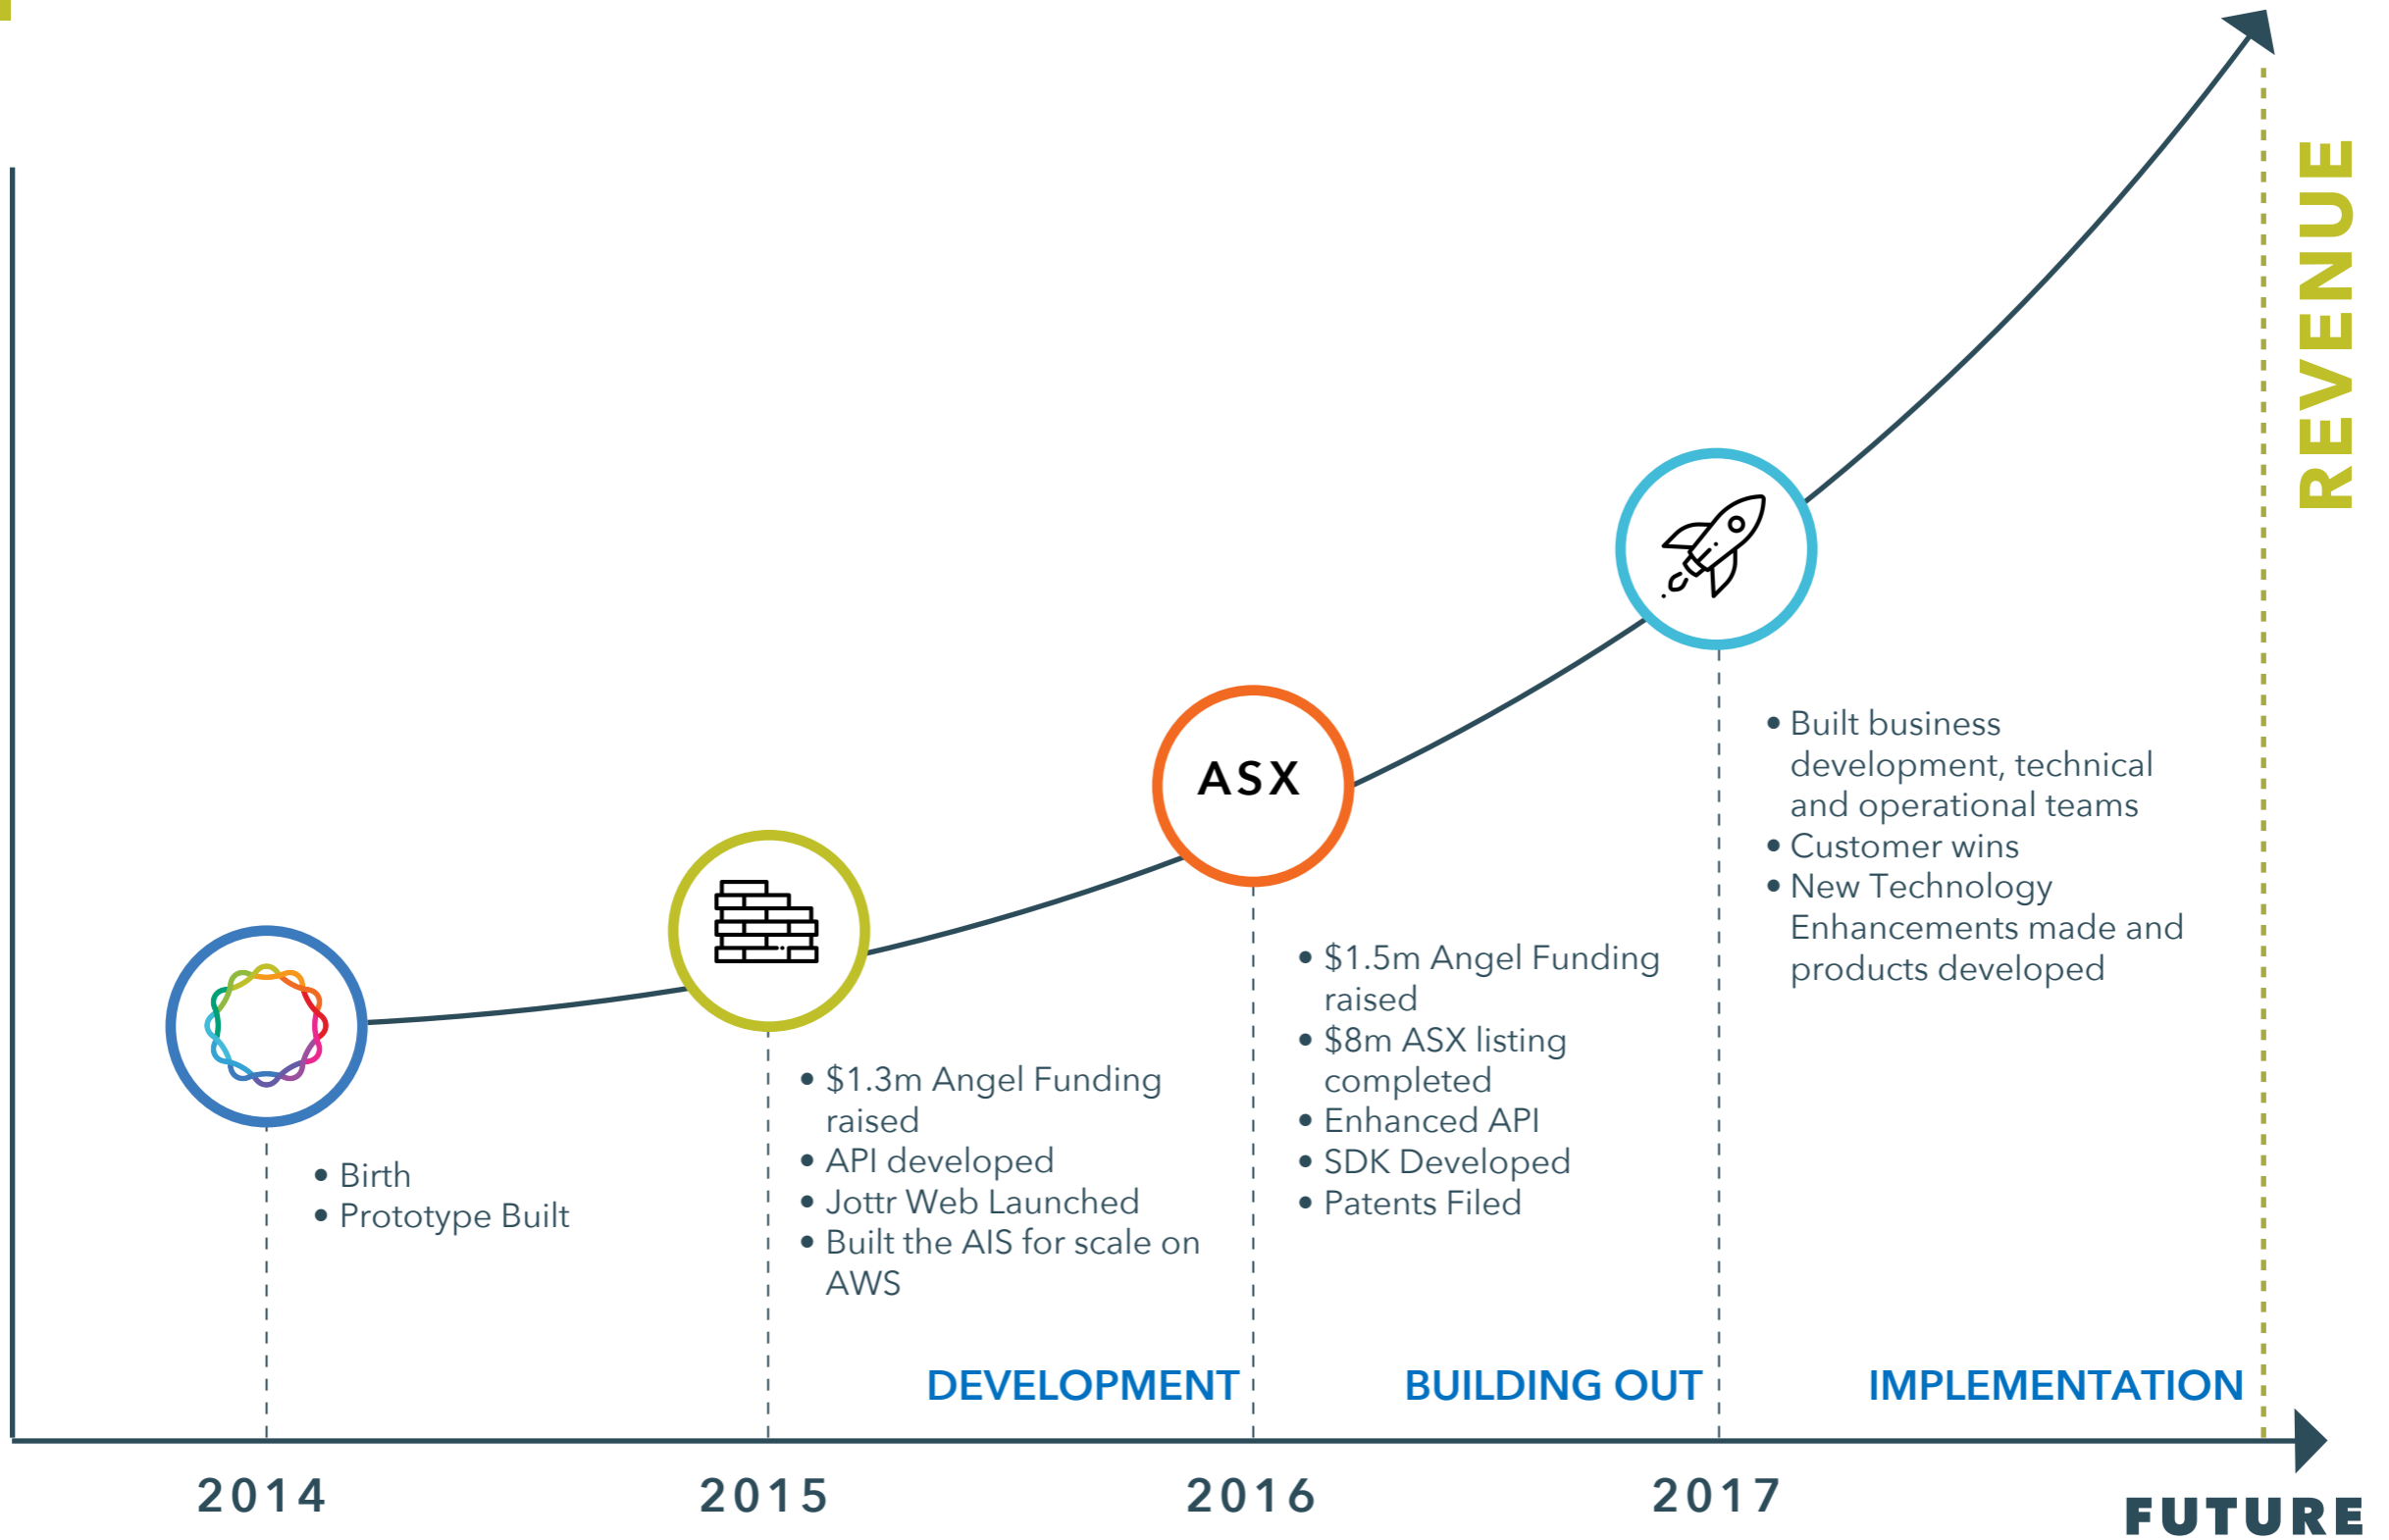 REVENUE
ASX
• Built business
development, technical
and operational teams
• Customer wins
• New Technology
Enhancements made and
products developed
• $1.5m Angel Funding
raised
• $8m ASX listing
completed
• Enhanced API
• SDK Developed
• Patents Filed
• $1.3m Angel Funding
raised
• API developed
• Jottr Web Launched
• Built the AIS for scale on
AWS
• Birth
• Prototype Built
DEVELOPMENT
BUILDING OUT
IMPLEMENTATION
2014
2015
2016
2017
FUTURE